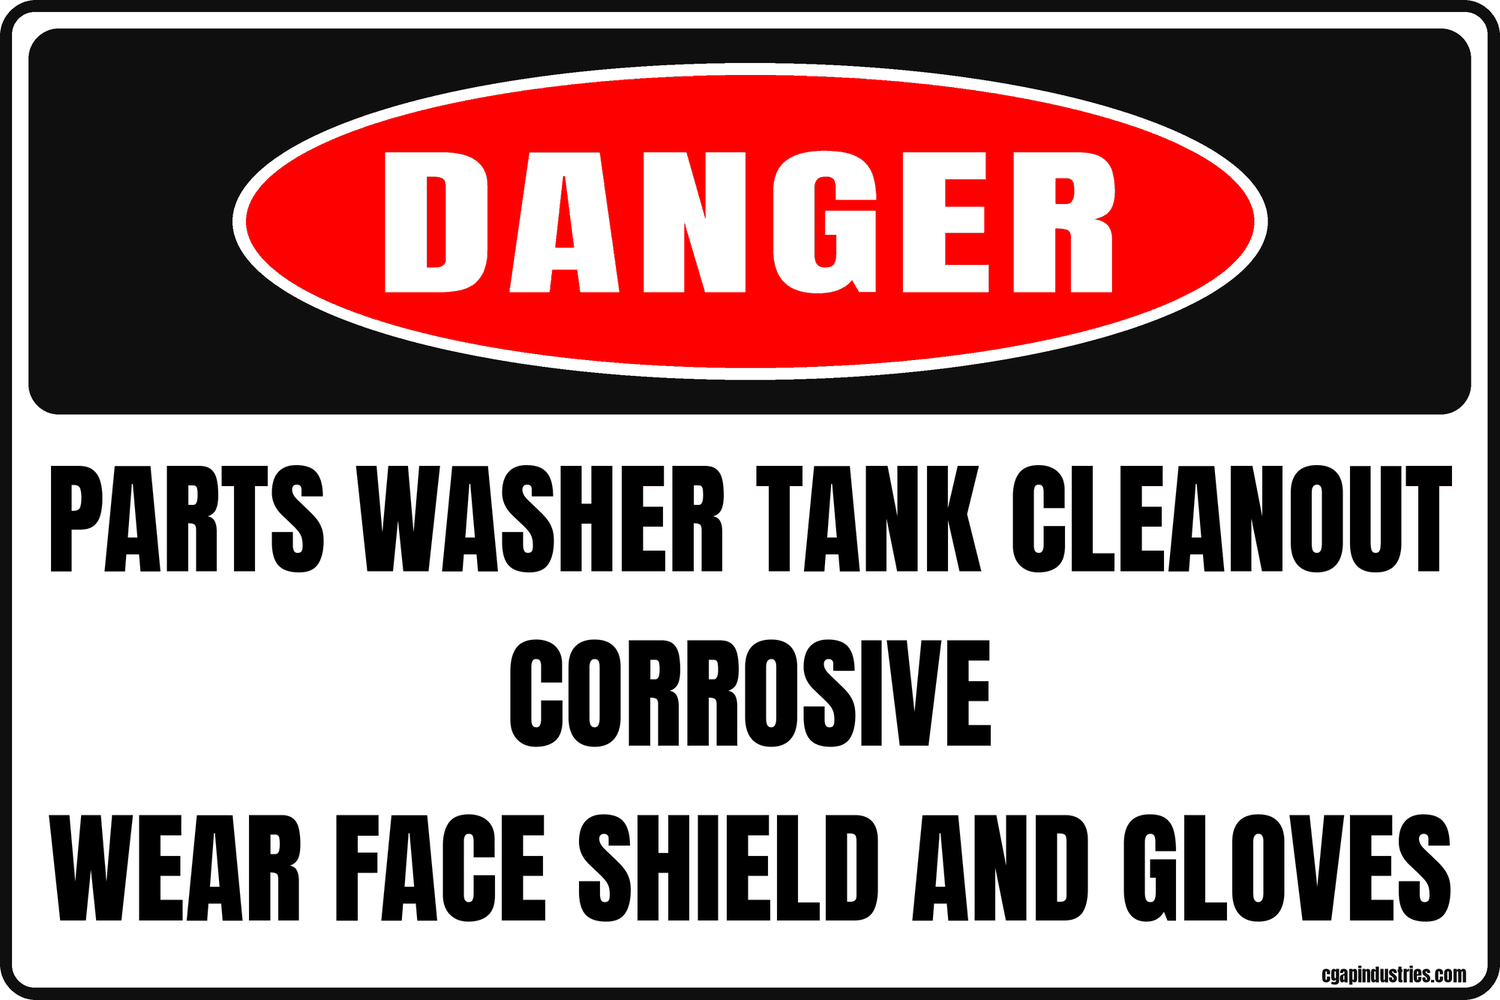 DANGER
PARTS WASHER TANK CLEANOUT
CORROSIVE
WEAR FACE SHIELD AND GLOVES
cgapindustries.com